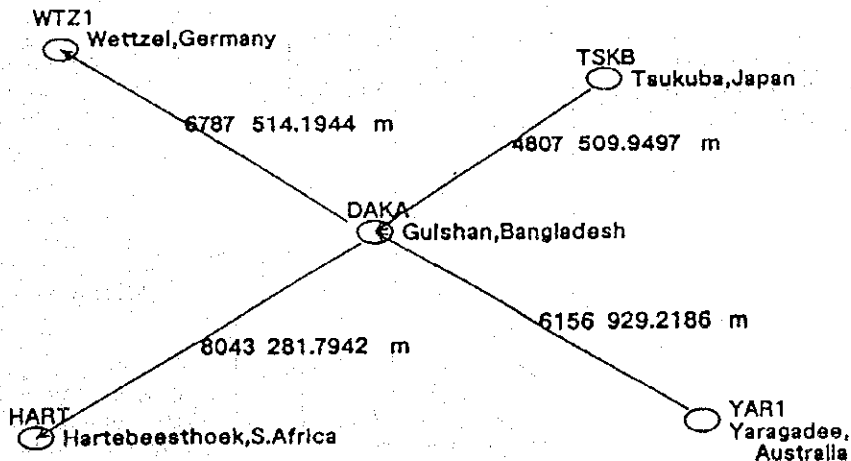 WTZ1
Wettzel,Germany
TSKB
Tsukuba,Japan
6787 514.1944 m
4807 509.9497 m
DAKA
Gulshan,Bangladesh
6156 929.2186 m
8043 281.7942 m
HART
Hartebeesthoek,S.Africa
YAR1
Yaragadee,
Australia